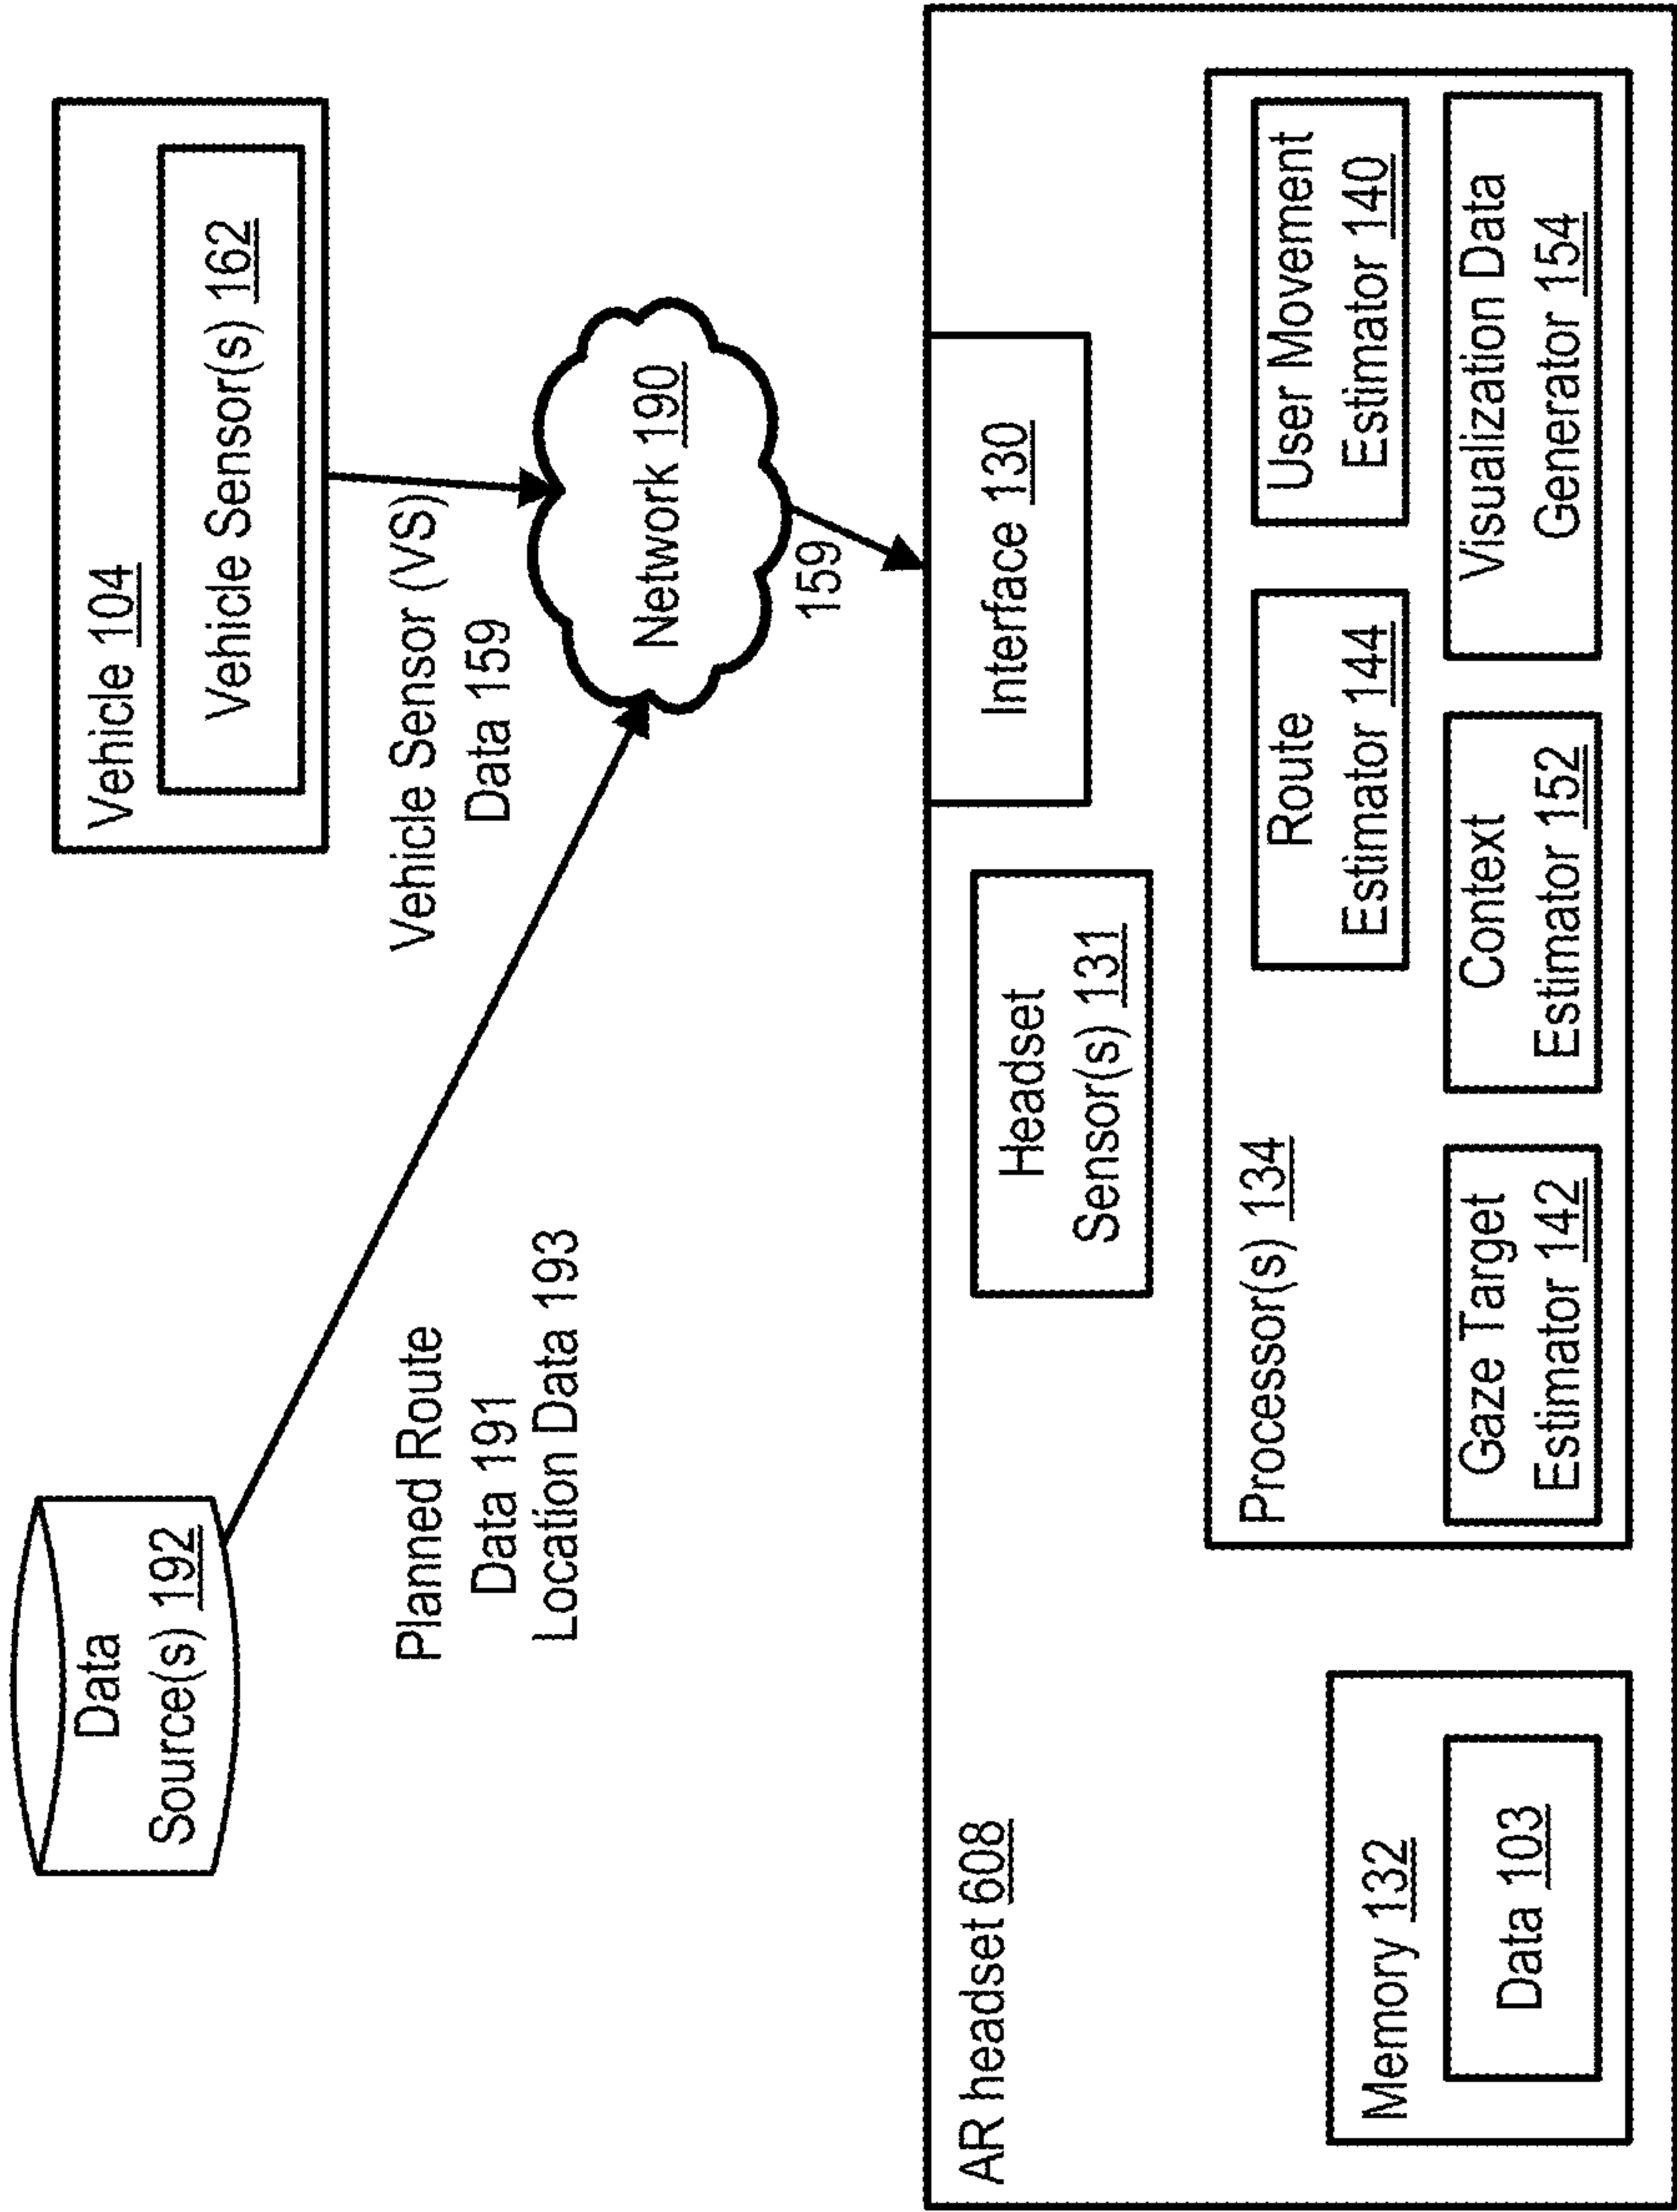 Data
Source(s) 192
Vehicle 104
Vehicle Sensor(s) 162
Planned Route
Data 191
Location Data 193
Vehicle Sensor (VS)
Data 159
Network 190
159
AR headset 608
Interface 130
Headset
Sensor(s) 131
Memory 132
Data 103
Processor(s) 134
Route
Estimator 144
User Movement
Estimator 140
Gaze Target
Estimator 142
Context
Estimator 152
Visualization Data
Generator 154